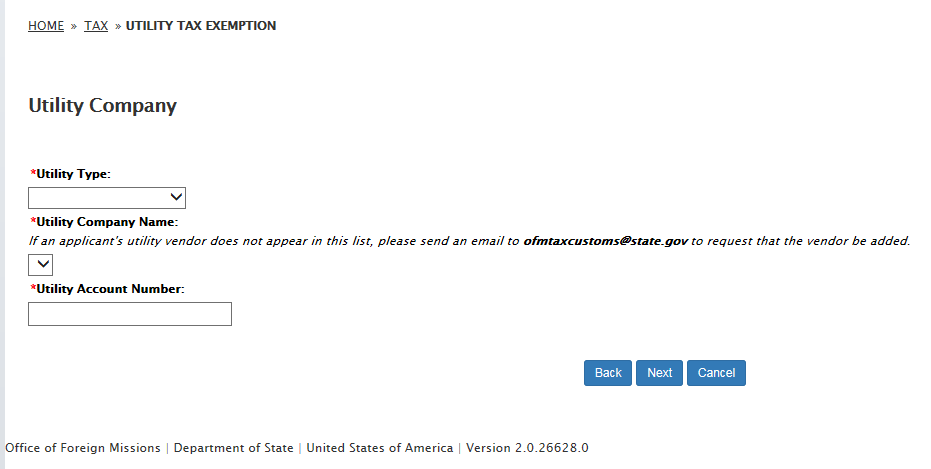 HOME » TAX » UTILITY TAX EXEMPTION
Utility Company
*Utility Type:
*Utility Company Name:
If an applicant's utility vendor does not appear in this list, please send an email to ofmtaxcustoms@state.gov to request that the vendor be added.
*Utility Account Number:
Back Next Cancel
Office of Foreign Missions | Department of State | United States of America | Version 2.0.26628.0